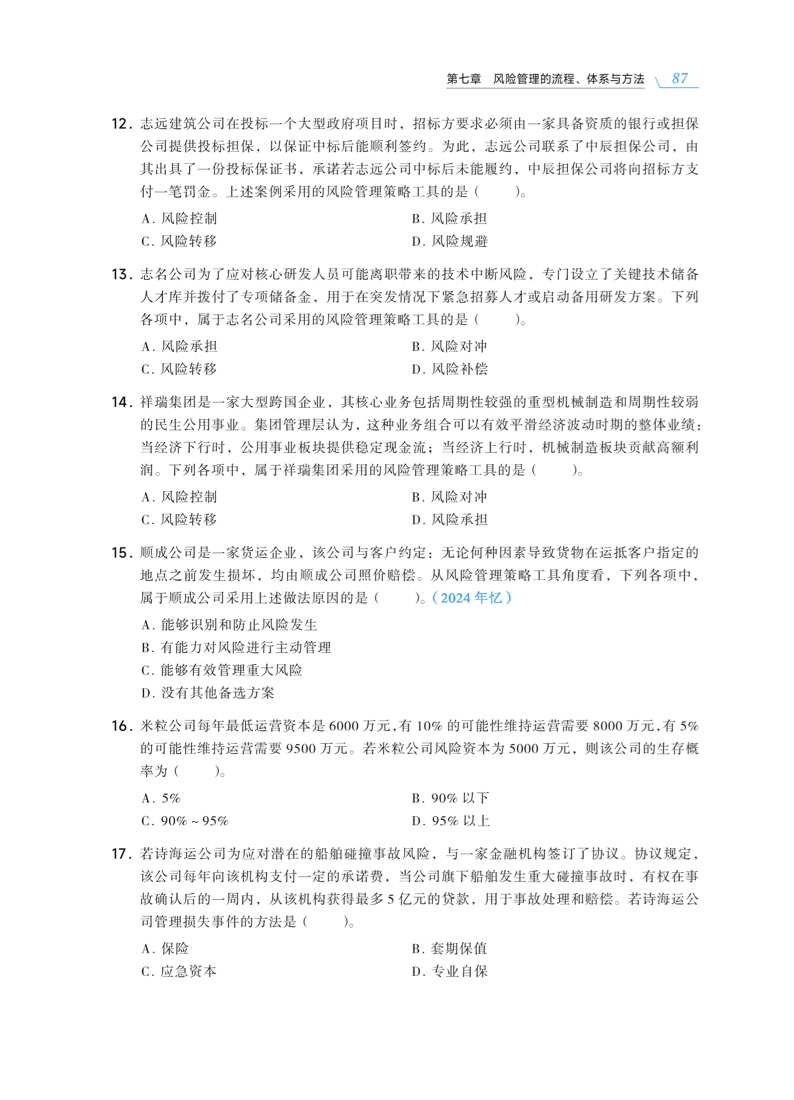 第七章　风险管理的流程、体系与方法　87
12. 志远建筑公司在投标一个大型政府项目时，招标方要求必须由一家具备资质的银行或担保
公司提供投标担保，以保证中标后能顺利签约。为此，志远公司联系了中辰担保公司，由
其出具了一份投标保证书，承诺若志远公司中标后未能履约，中辰担保公司将向招标方支
付一笔罚金。上述案例采用的风险管理策略工具的是（　　）。
A. 风险控制　B. 风险承担
C. 风险转移　D. 风险规避
13. 志名公司为了应对核心研发人员可能离职带来的技术中断风险，专门设立了关键技术储备
人才库并拨付了专项储备金，用于在突发情况下紧急招募人才或启动备用研发方案。下列
各项中，属于志名公司采用的风险管理策略工具的是（　　）。
A. 风险承担　B. 风险对冲
C. 风险转移　D. 风险补偿
14. 祥瑞集团是一家大型跨国企业，其核心业务包括周期性较强的重型机械制造和周期性较弱
的民生公用事业。集团管理层认为，这种业务组合可以有效平滑经济波动时期的整体业绩：
当经济下行时，公用事业板块提供稳定现金流；当经济上行时，机械制造板块贡献高额利
润。下列各项中，属于祥瑞集团采用的风险管理策略工具的是（　　）。
A. 风险控制　B. 风险对冲
C. 风险转移　D. 风险承担
15. 顺成公司是一家货运企业，该公司与客户约定：无论何种因素导致货物在运抵客户指定的
地点之前发生损坏，均由顺成公司照价赔偿。从风险管理策略工具角度看，下列各项中，
属于顺成公司采用上述做法原因的是（　　）。（2024 年忆）
A. 能够识别和防止风险发生
B. 有能力对风险进行主动管理
C. 能够有效管理重大风险
D. 没有其他备选方案
16. 米粒公司每年最低运营资本是 6000 万元，有 10% 的可能性维持运营需要 8000 万元，有 5%
的可能性维持运营需要 9500 万元。若米粒公司风险资本为 5000 万元，则该公司的生存概
率为（　　）。
A. 5%　B. 90% 以下
C. 90% ~ 95%　D. 95% 以上
17. 若诗海运公司为应对潜在的船舶碰撞事故风险，与一家金融机构签订了协议。协议规定，
该公司每年向该机构支付一定的承诺费，当公司旗下船舶发生重大碰撞事故时，有权在事
故确认后的一周内，从该机构获得最多 5 亿元的贷款，用于事故处理和赔偿。若诗海运公
司管理损失事件的方法是（　　）。
A. 保险　B. 套期保值
C. 应急资本　D. 专业自保